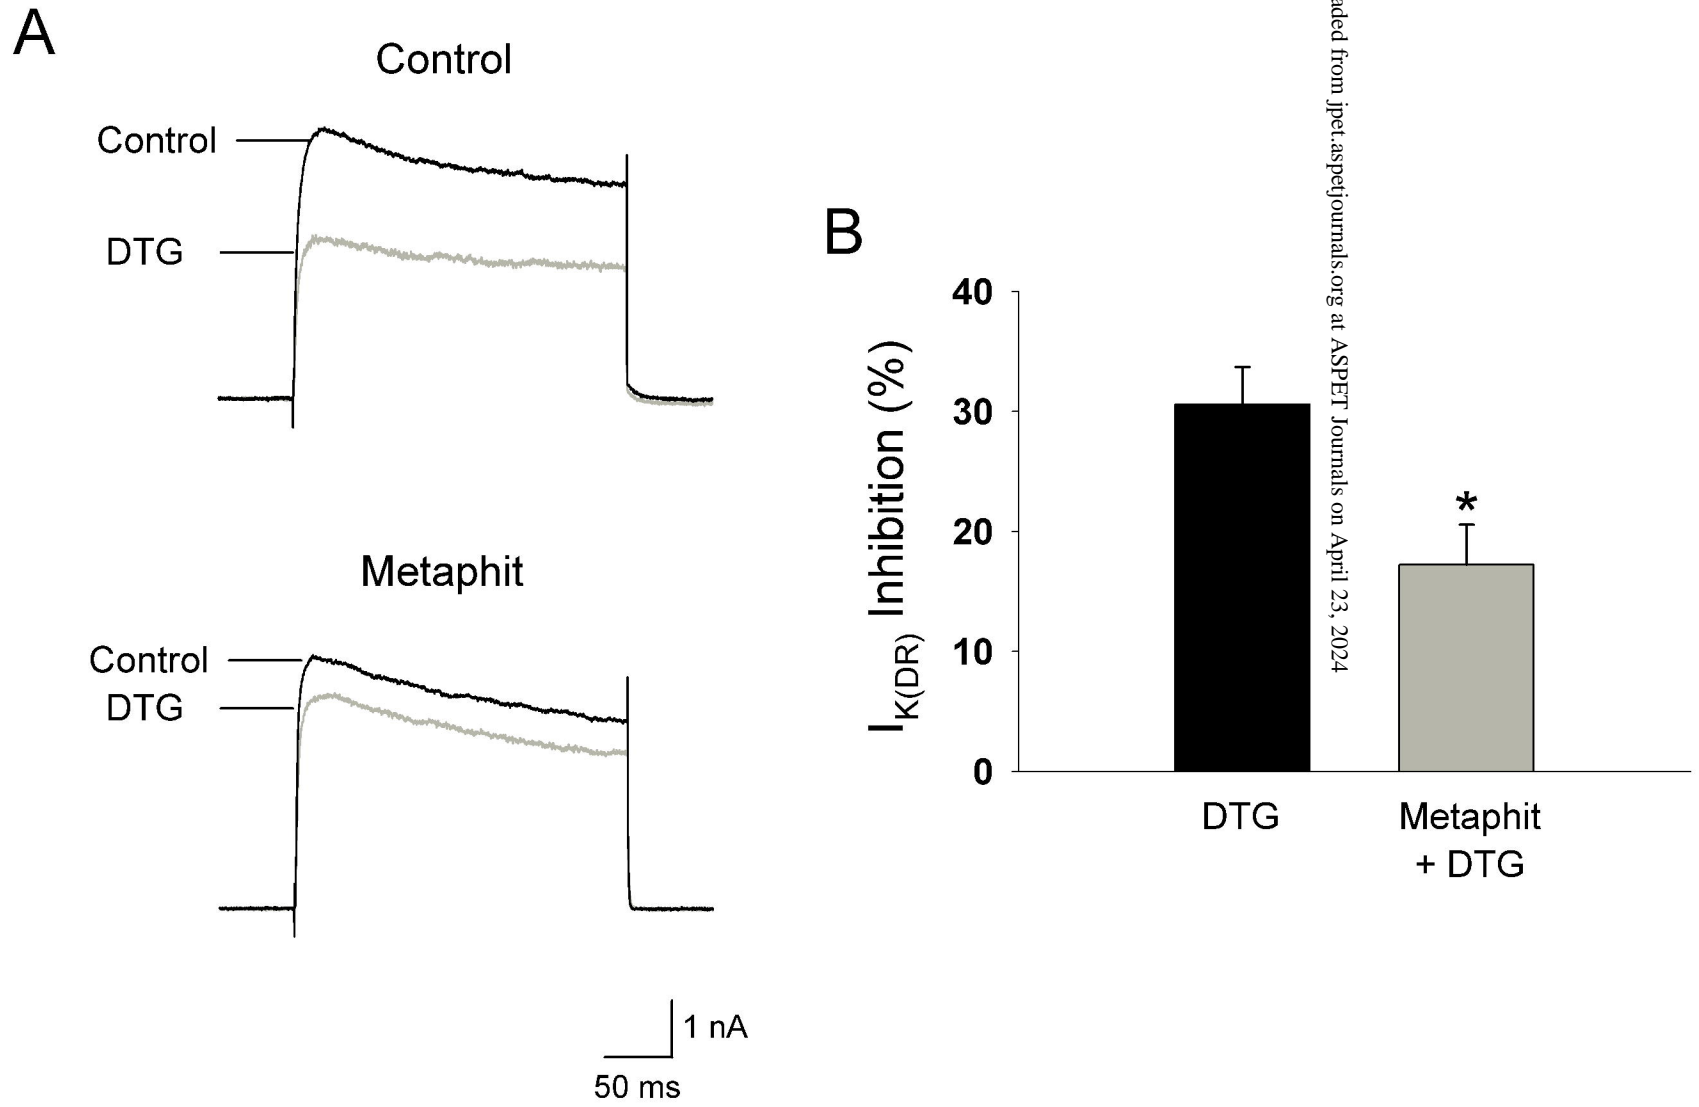 A
Control
Control
DTG
Metaphit
Control
DTG
1 nA
50 ms
B
40
30
20
10
0
I K(DR) Inhibition (%)
*
DTG
Metaphit
+ DTG
aded from jpet.aspetjournals.org at ASPET Journals on April 23, 2024